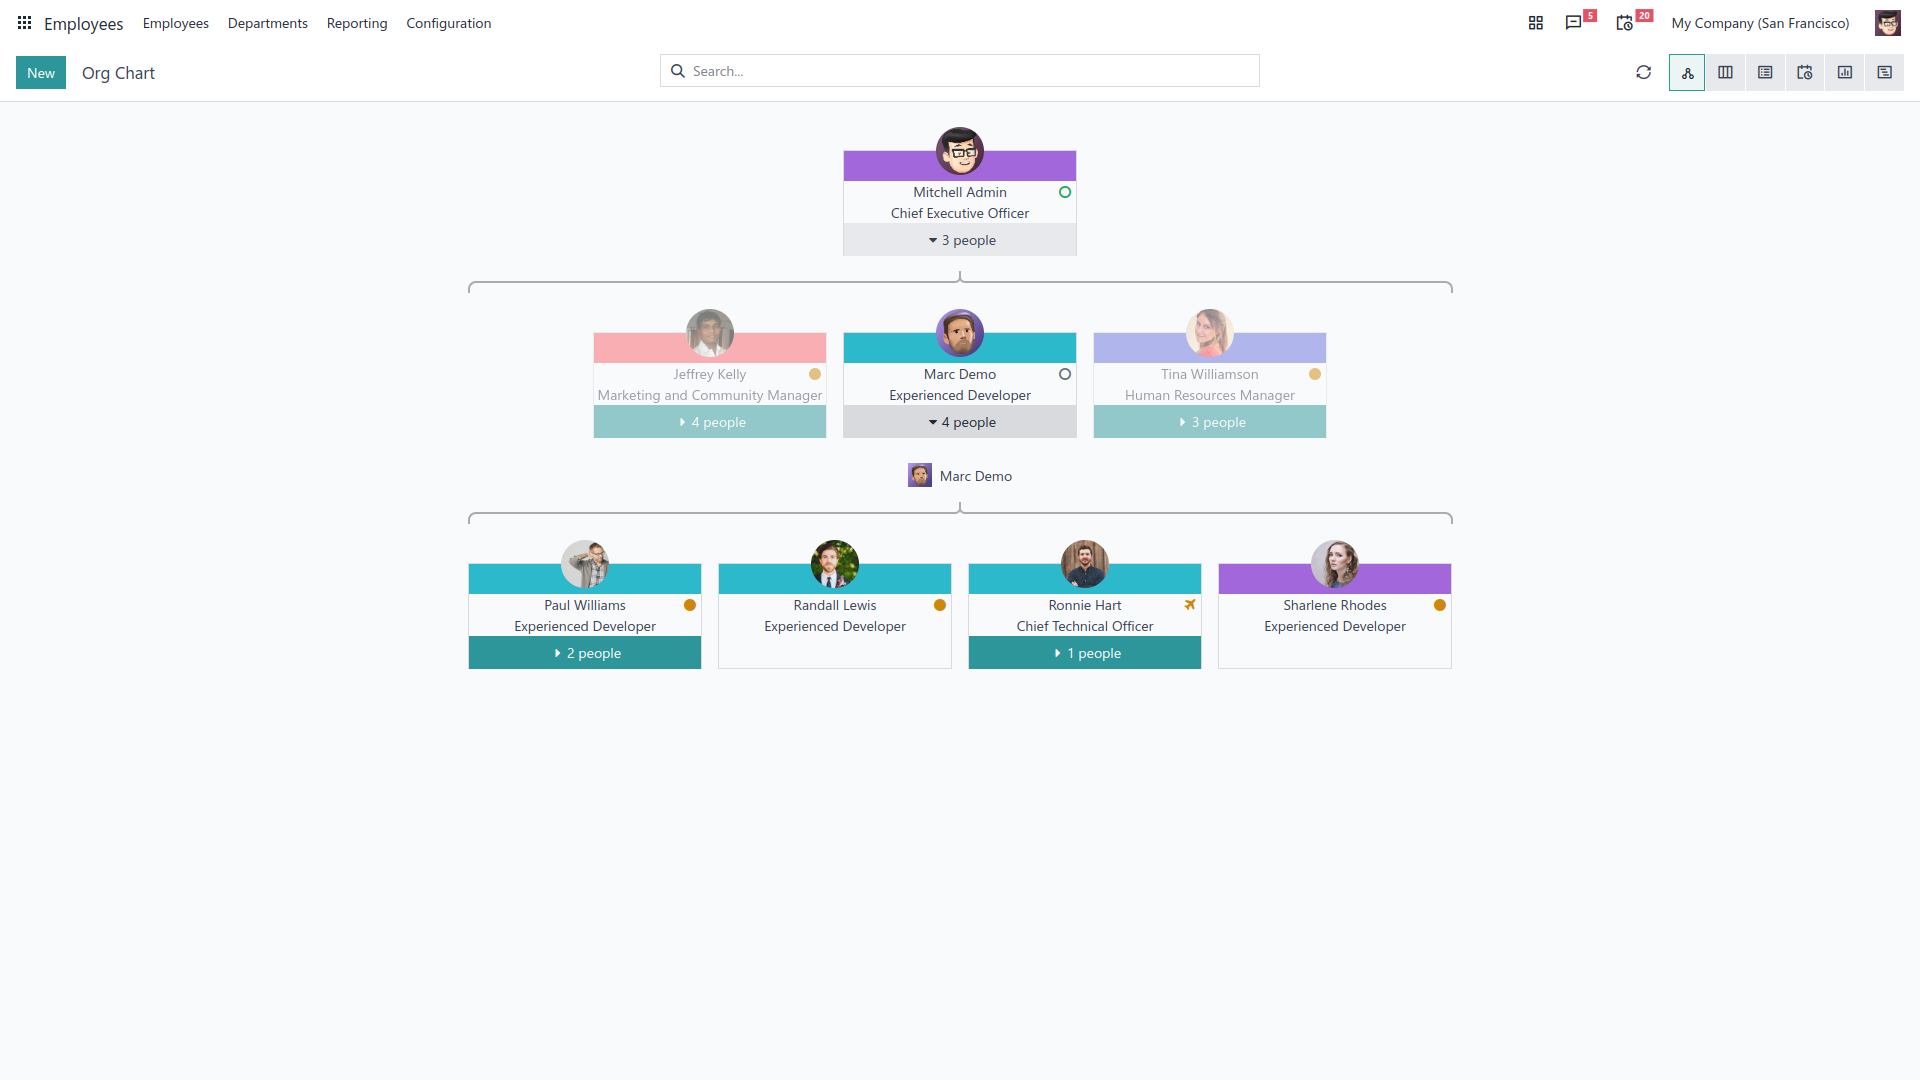 Employees
Employees
Departments
Reporting
Configuration
5
20
My Company (San Francisco)
New
Org Chart
Search...
Mitchell Admin
Chief Executive Officer
3 people
Jeffrey Kelly
Marketing and Community Manager
4 people
Marc Demo
Experienced Developer
4 people
Tina Williamson
Human Resources Manager
3 people
Marc Demo
Paul Williams
Experienced Developer
2 people
Randall Lewis
Experienced Developer
Ronnie Hart
Chief Technical Officer
1 people
Sharlene Rhodes
Experienced Developer